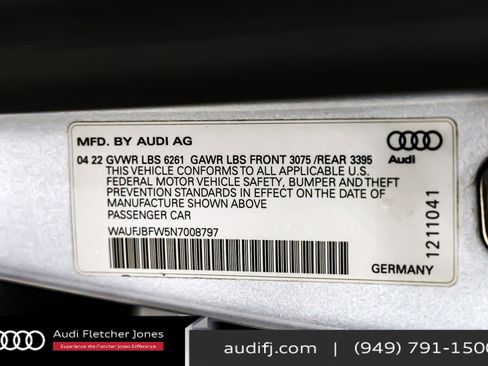 MFD. BY AUDI AG
04 22 GVWR LBS 6261 GAWR LBS FRONT 3075 /REAR 3395
THIS VEHICLE CONFORMS TO ALL APPLICABLE U.S.
FEDERAL MOTOR VEHICLE SAFETY, BUMPER AND THEFT
PREVENTION STANDARDS IN EFFECT ON THE DATE OF
MANUFACTURE SHOWN ABOVE
PASSENGER CAR
WAUFJBFW5N7008797
Audi
1211041
GERMANY
Audi Fletcher Jones
Experience the Fletcher Jones Difference.
audifj.com | (949) 791-150